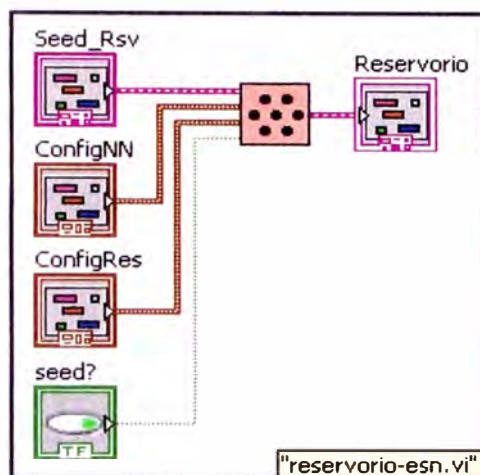 Seed_Rsv
Reservorio
ConfigNN
ConfigRes
seed?
TF
"reservorio-esn.vi"